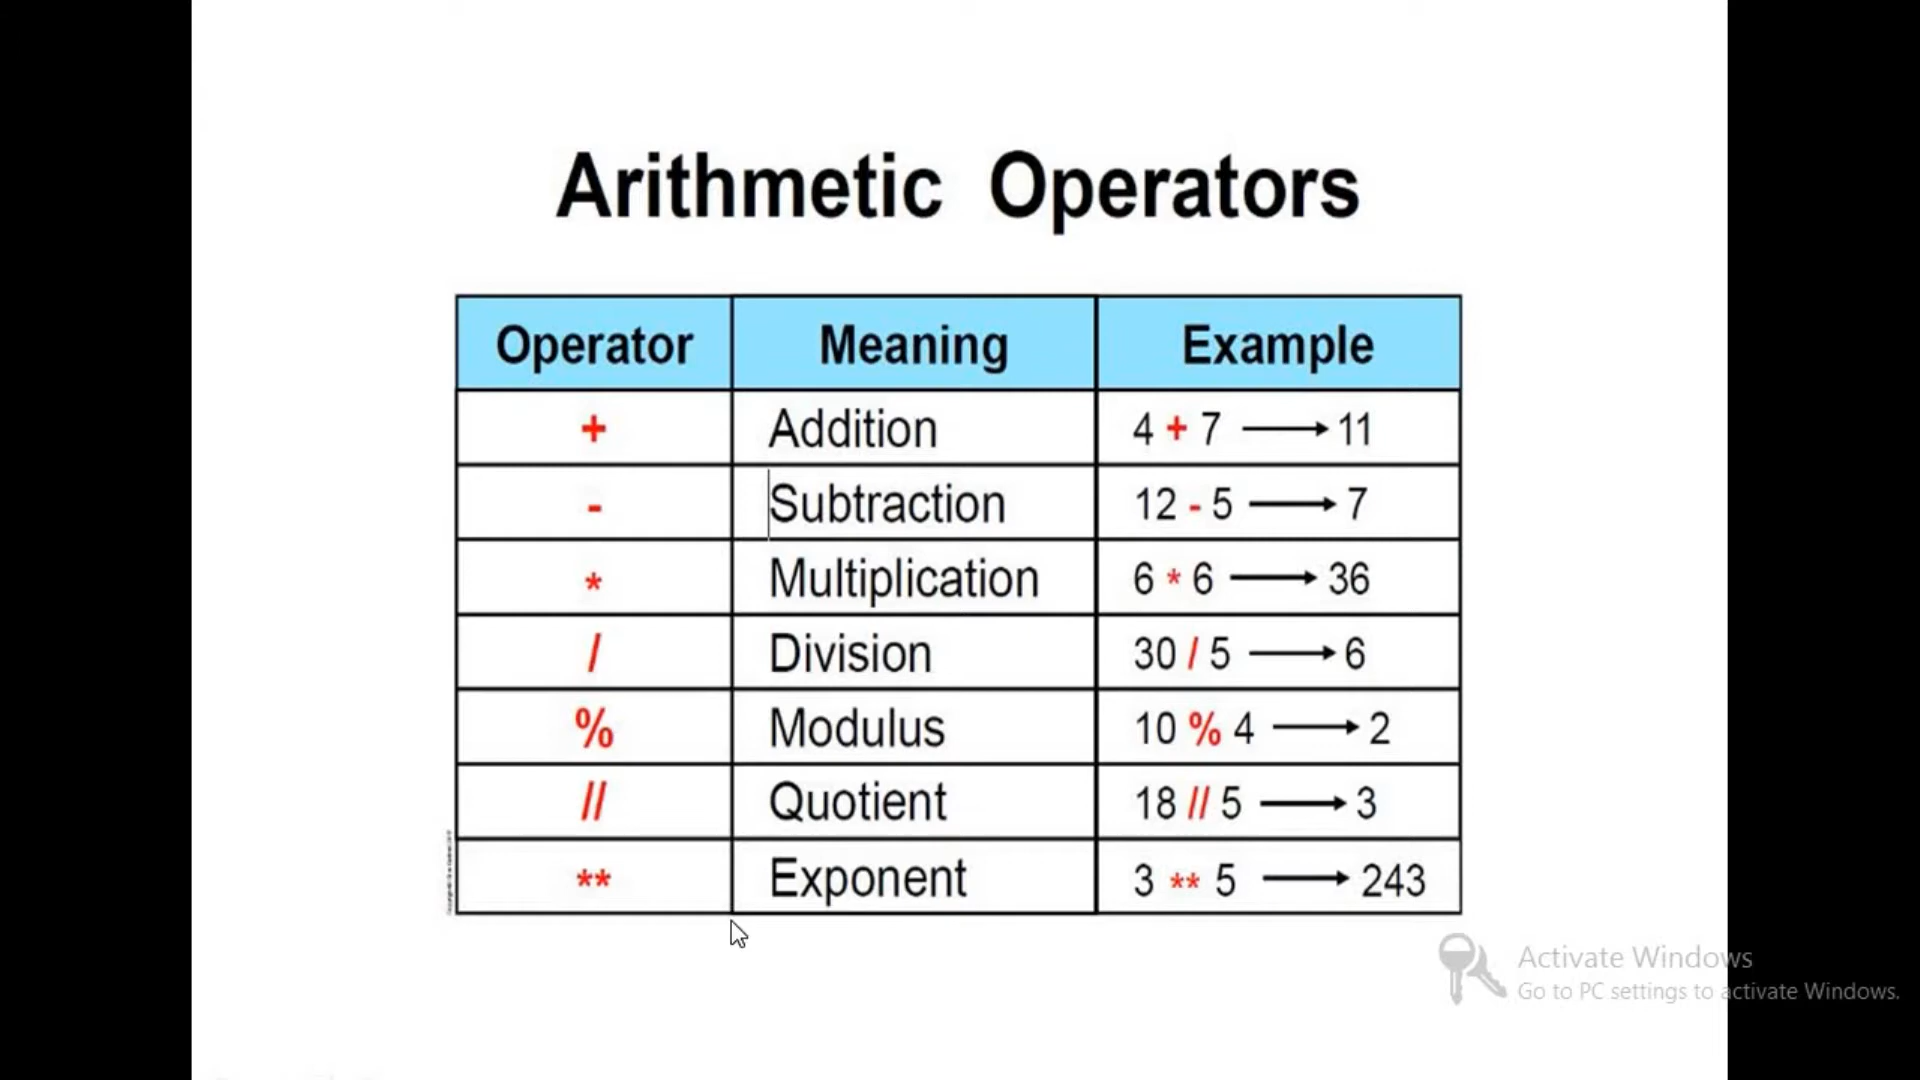 Arithmetic Operators
Operator Meaning Example
+ Addition 4 + 7 → 11
- Subtraction 12 - 5 → 7
* Multiplication 6 * 6 → 36
/ Division 30 / 5 → 6
% Modulus 10 % 4 → 2
// Quotient 18 // 5 → 3
** Exponent 3 ** 5 → 243
Activate Windows
Go to PC settings to activate Windows.